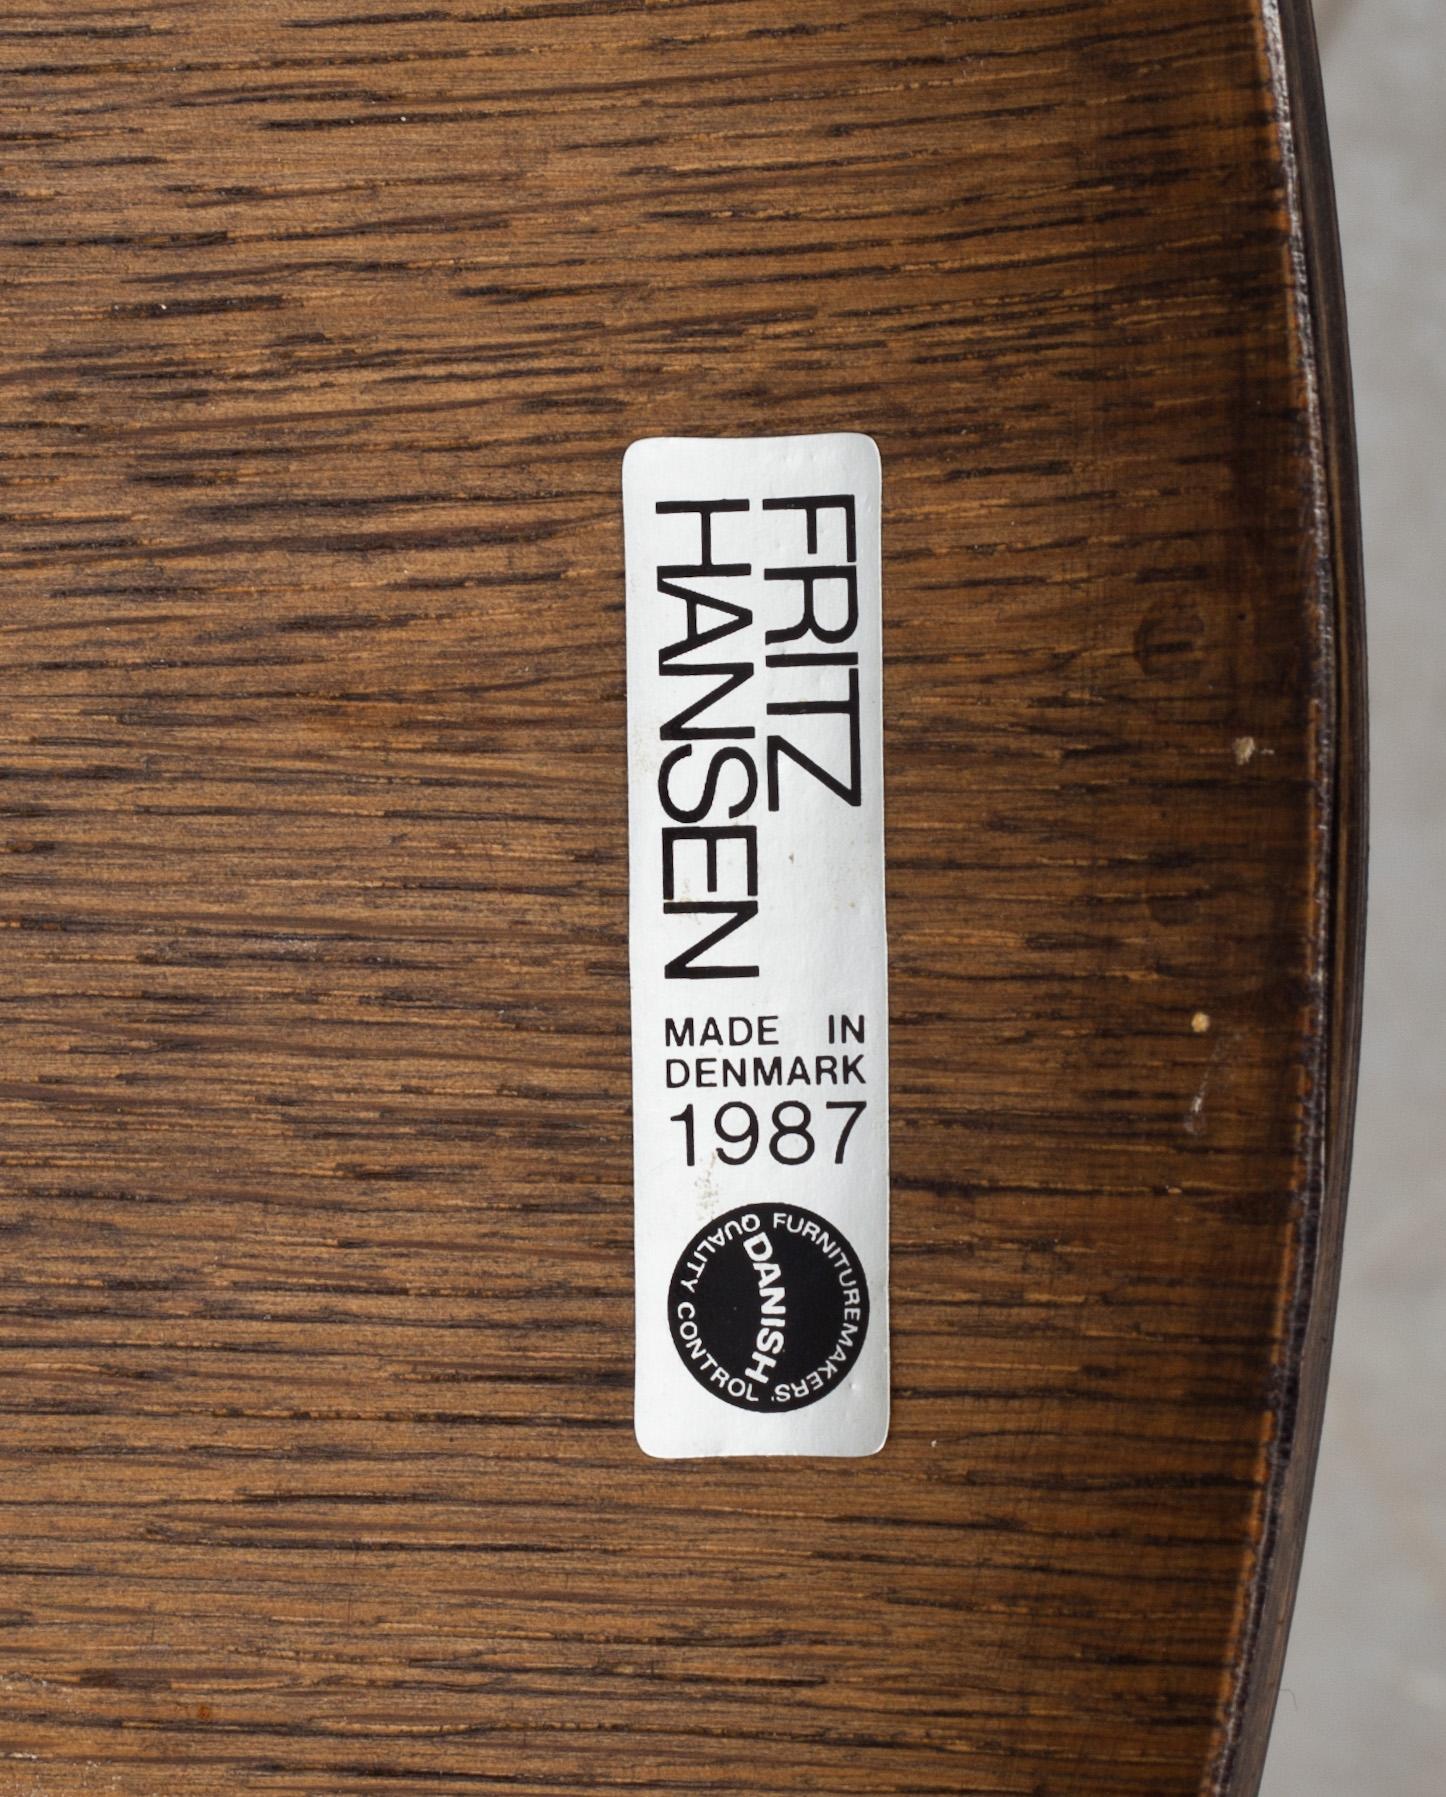 FRITZ
HANSEN
MADE IN
DENMARK
1987
FURNITUREMAKERS'
DANISH
QUALITY CONTROL